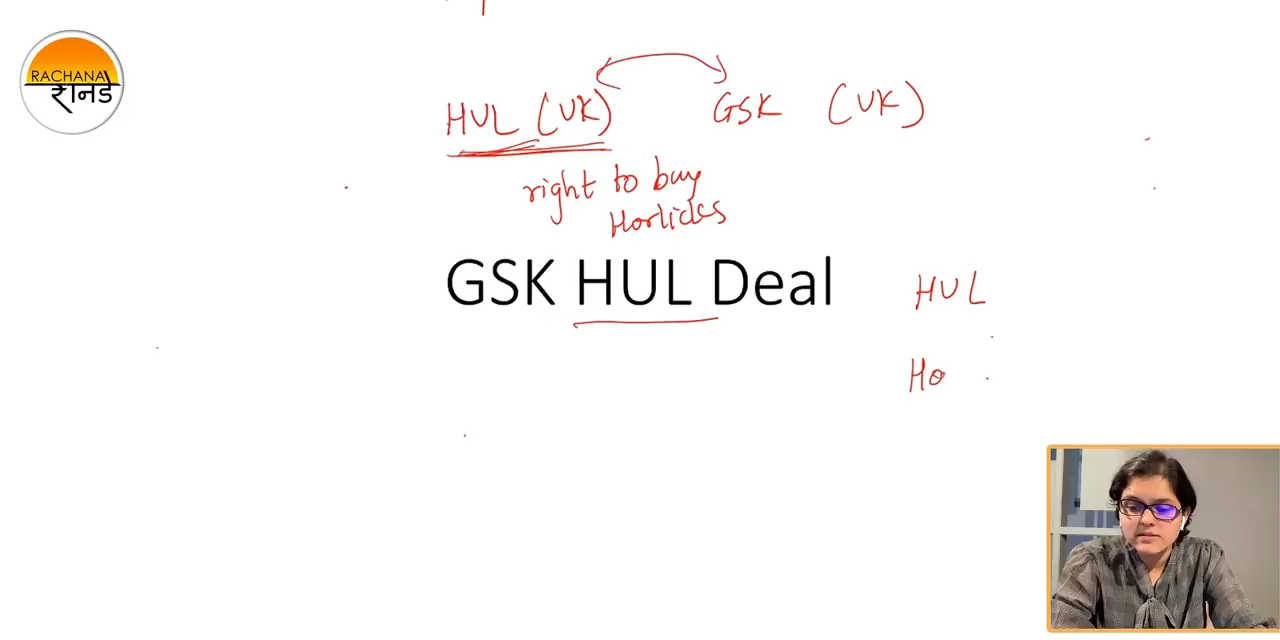 RACHANA
रानडे
HUL (UK) GSK (UK)
right to buy
Horlicks
GSK HUL Deal
HUL
Ho